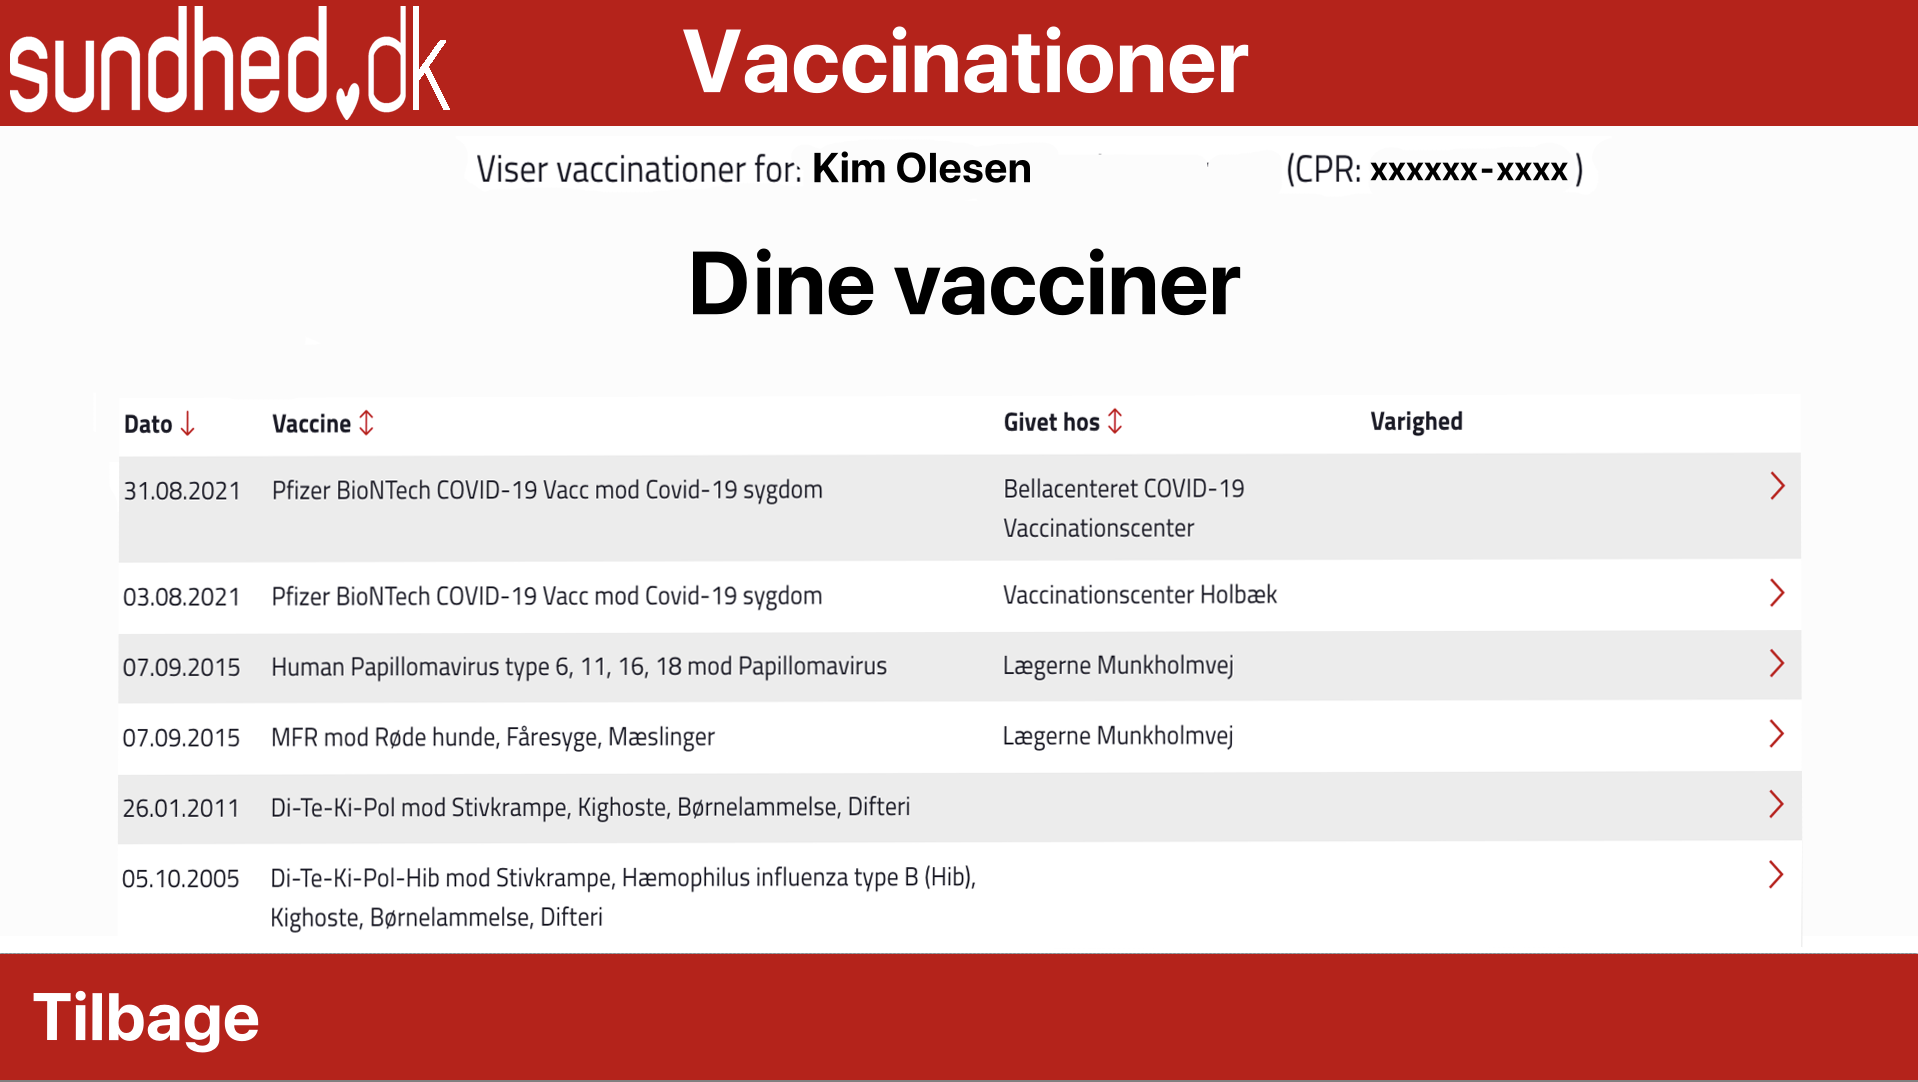 sundhed.dk
Vaccinationer
Viser vaccinationer for: Kim Olesen (CPR: xxxxxx-xxxx)
Dine vacciner
Dato Vaccine Givet hos Varighed
31.08.2021 Pfizer BioNTech COVID-19 Vacc mod Covid-19 sygdom Bellacenteret COVID-19
Vaccinationscenter
03.08.2021 Pfizer BioNTech COVID-19 Vacc mod Covid-19 sygdom Vaccinationscenter Holbæk
07.09.2015 Human Papillomavirus type 6, 11, 16, 18 mod Papillomavirus Lægerne Munkholmvej
07.09.2015 MFR mod Røde hunde, Fåresyge, Mæslinger Lægerne Munkholmvej
26.01.2011 Di-Te-Ki-Pol mod Stivkrampe, Kighoste, Børnelammelse, Difteri
05.10.2005 Di-Te-Ki-Pol-Hib mod Stivkrampe, Hæmophilus influenza type B (Hib),
Kighoste, Børnelammelse, Difteri
Tilbage